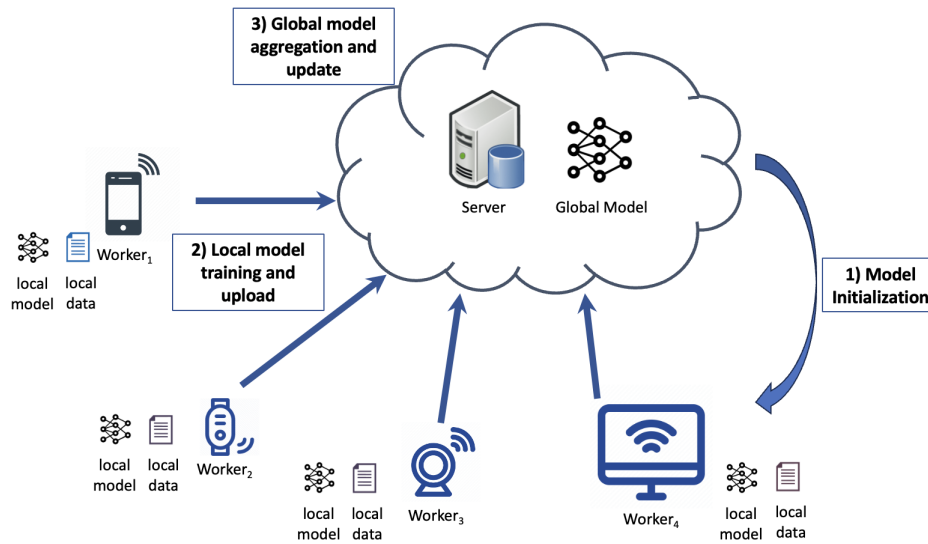 3) Global model
aggregation and
update
Server
Global Model
Worker₁
local
model
local
data
2) Local model
training and
upload
1) Model
Initialization
Worker₂
local
model
local
data
Worker₃
local
model
local
data
Worker₄
local
model
local
data